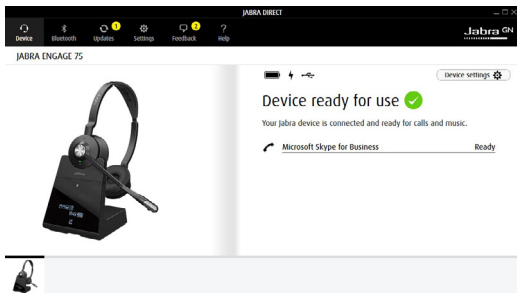 JABRA DIRECT
Device
Bluetooth
Updates 1
Settings
Feedback 2
Help
Jabra GN
JABRA ENGAGE 75
Device settings
Device ready for use
Your Jabra device is connected and ready for calls and music.
Microsoft Skype for Business Ready